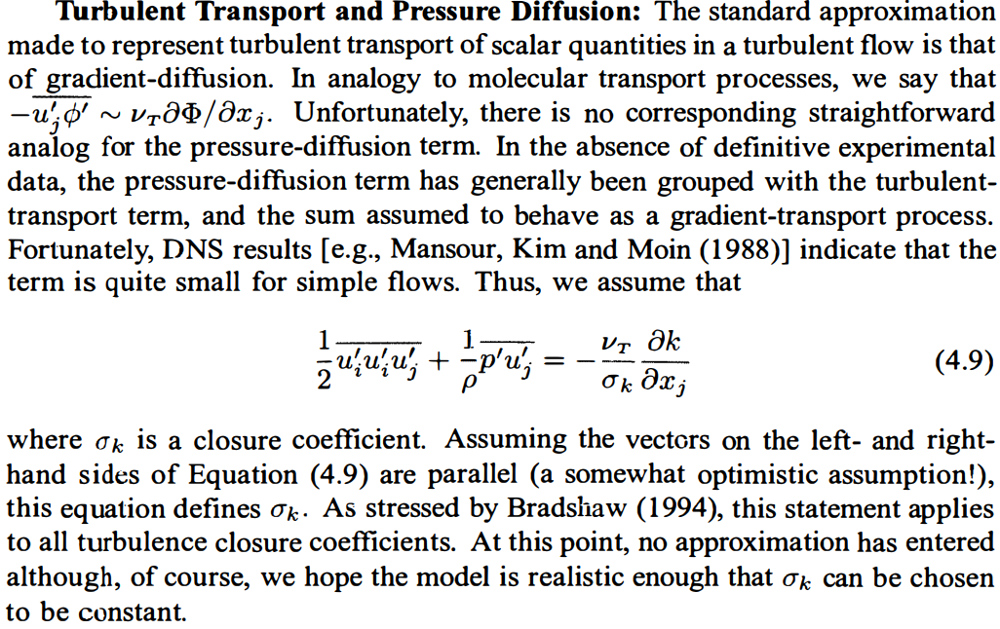 Turbulent Transport and Pressure Diffusion: The standard approximation
made to represent turbulent transport of scalar quantities in a turbulent flow is that
of gradient-diffusion. In analogy to molecular transport processes, we say that
$-\overline{u'_j\phi'} \sim \nu_T \partial\Phi/\partial x_j$. Unfortunately, there is no corresponding straightforward
analog for the pressure-diffusion term. In the absence of definitive experimental
data, the pressure-diffusion term has generally been grouped with the turbulent-
transport term, and the sum assumed to behave as a gradient-transport process.
Fortunately, DNS results [e.g., Mansour, Kim and Moin (1988)] indicate that the
term is quite small for simple flows. Thus, we assume that
$\frac{1}{2}\overline{u'_i u'_i u'_j} + \frac{1}{\rho}\overline{p' u'_j} = -\frac{\nu_T}{\sigma_k}\frac{\partial k}{\partial x_j}$ (4.9)
where $\sigma_k$ is a closure coefficient. Assuming the vectors on the left- and right-
hand sides of Equation (4.9) are parallel (a somewhat optimistic assumption!),
this equation defines $\sigma_k$. As stressed by Bradshaw (1994), this statement applies
to all turbulence closure coefficients. At this point, no approximation has entered
although, of course, we hope the model is realistic enough that $\sigma_k$ can be chosen
to be constant.